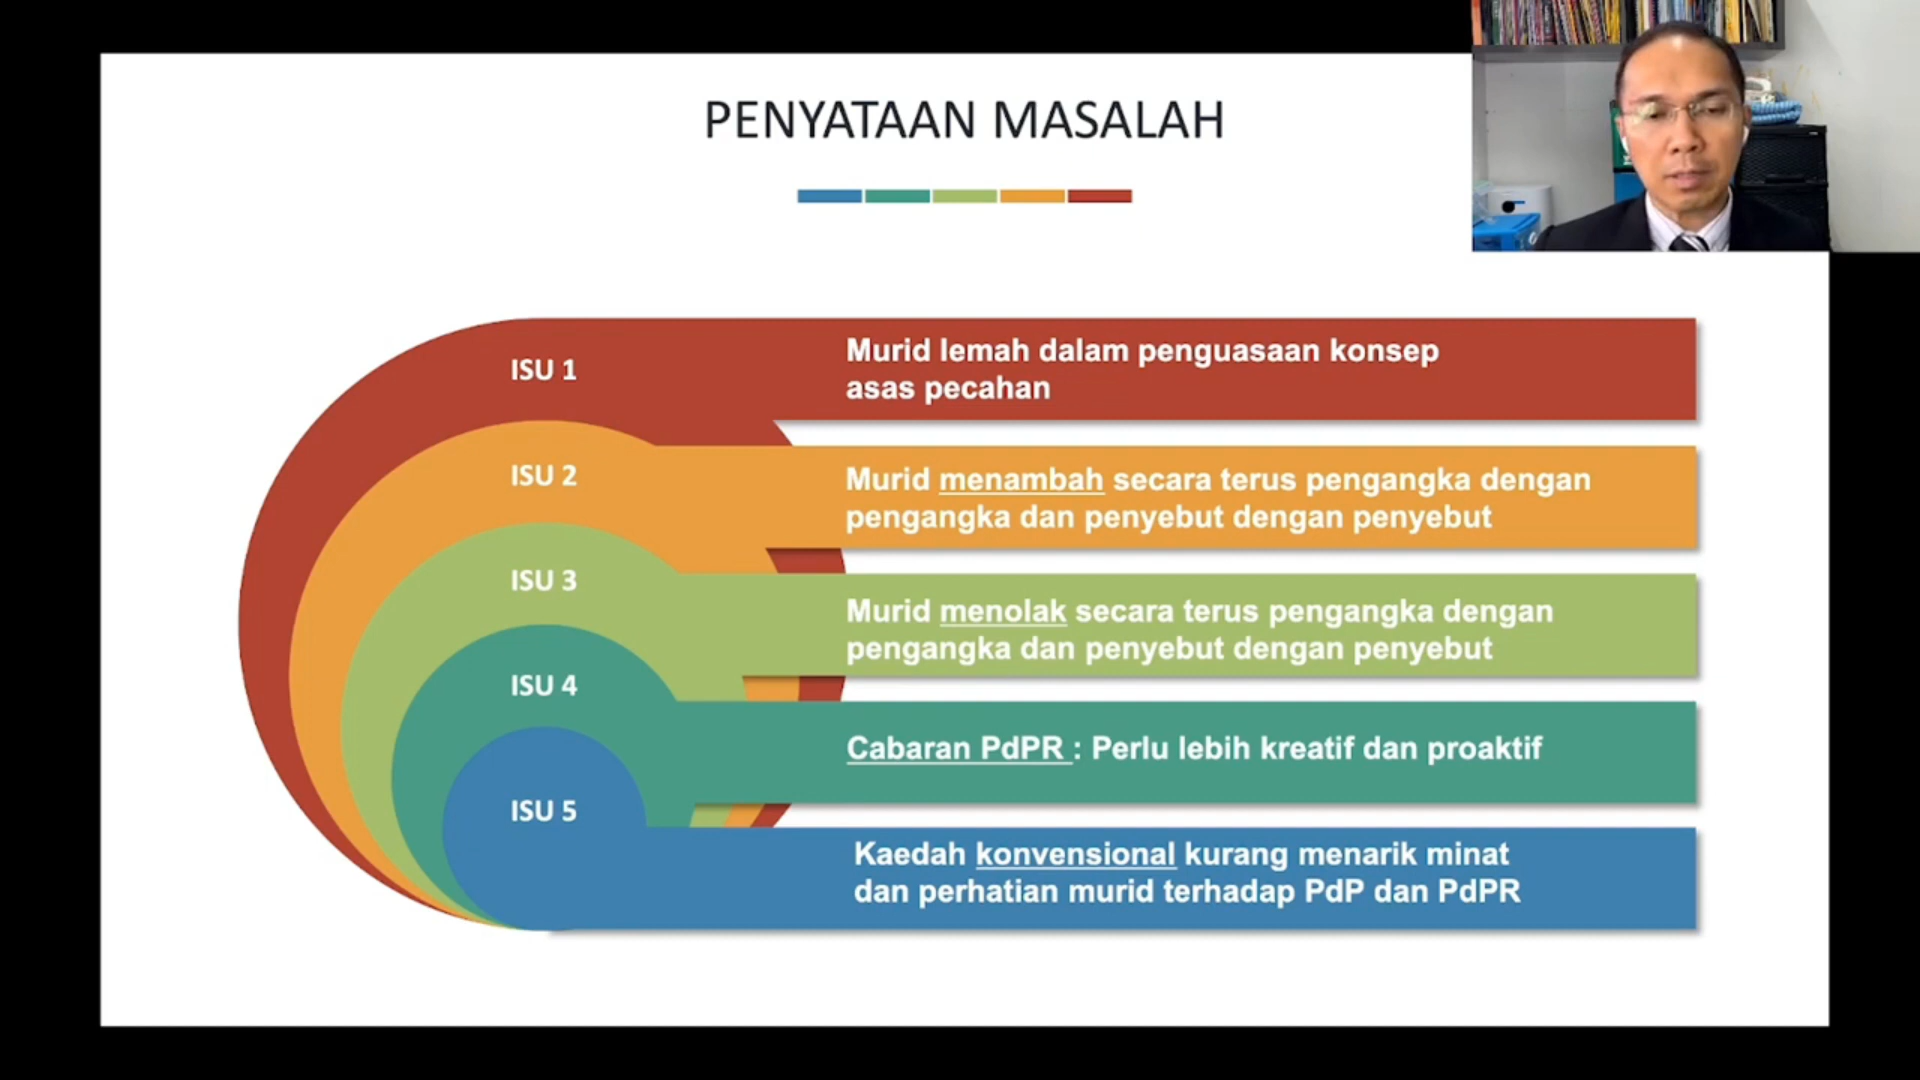 PENYATAAN MASALAH
ISU 1
Murid lemah dalam penguasaan konsep
asas pecahan
ISU 2
Murid menambah secara terus pengangka dengan
pengangka dan penyebut dengan penyebut
ISU 3
Murid menolak secara terus pengangka dengan
pengangka dan penyebut dengan penyebut
ISU 4
Cabaran PdPR : Perlu lebih kreatif dan proaktif
ISU 5
Kaedah konvensional kurang menarik minat
dan perhatian murid terhadap PdP dan PdPR